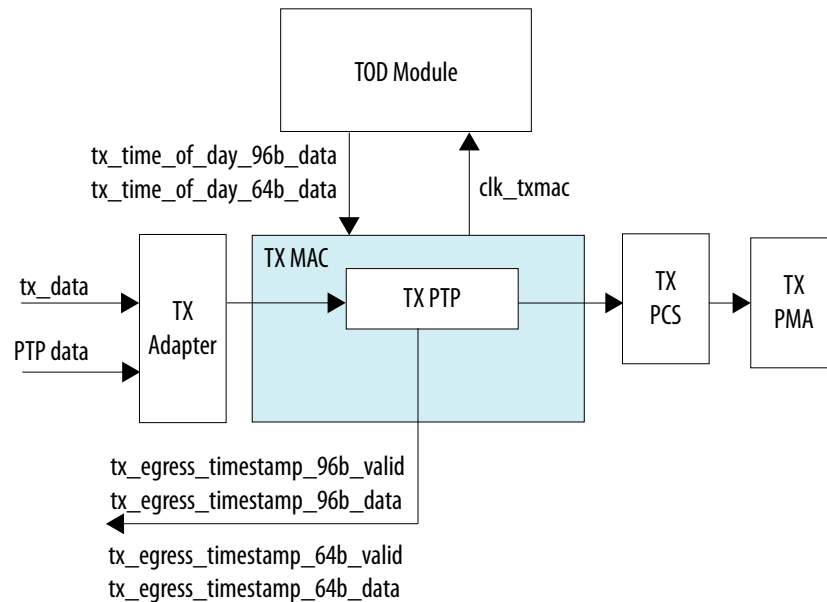 TOD Module
tx_time_of_day_96b_data
tx_time_of_day_64b_data
clk_txmac
TX MAC
tx_data
PTP data
TX
Adapter
TX PTP
TX
PCS
TX
PMA
tx_egress_timestamp_96b_valid
tx_egress_timestamp_96b_data
tx_egress_timestamp_64b_valid
tx_egress_timestamp_64b_data